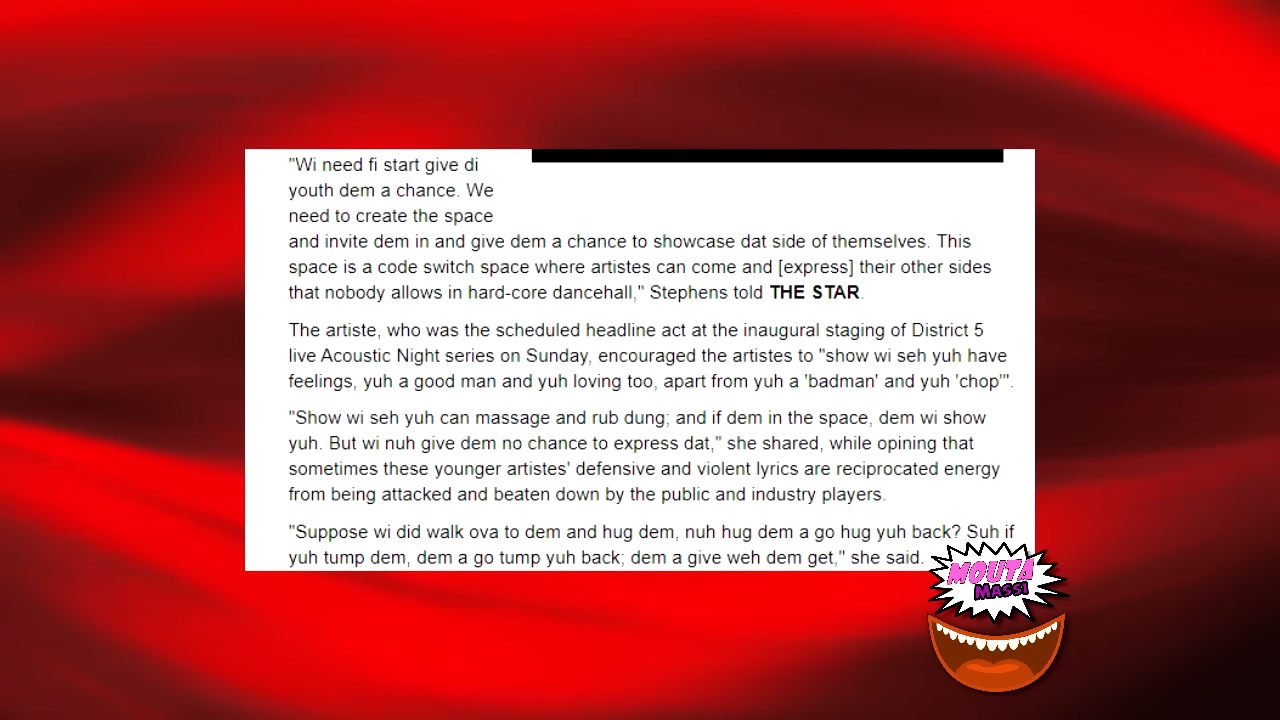 "Wi need fi start give di
youth dem a chance. We
need to create the space
and invite dem in and give dem a chance to showcase dat side of themselves. This
space is a code switch space where artistes can come and [express] their other sides
that nobody allows in hard-core dancehall," Stephens told THE STAR.
The artiste, who was the scheduled headline act at the inaugural staging of District 5
live Acoustic Night series on Sunday, encouraged the artistes to "show wi seh yuh have
feelings, yuh a good man and yuh loving too, apart from yuh a 'badman' and yuh 'chop'".
"Show wi seh yuh can massage and rub dung; and if dem in the space, dem wi show
yuh. But wi nuh give dem no chance to express dat," she shared, while opining that
sometimes these younger artistes' defensive and violent lyrics are reciprocated energy
from being attacked and beaten down by the public and industry players.
"Suppose wi did walk ova to dem and hug dem, nuh hug dem a go hug yuh back? Suh if
yuh tump dem, dem a go tump yuh back; dem a give weh dem get," she said.
MOUTA
MASSI